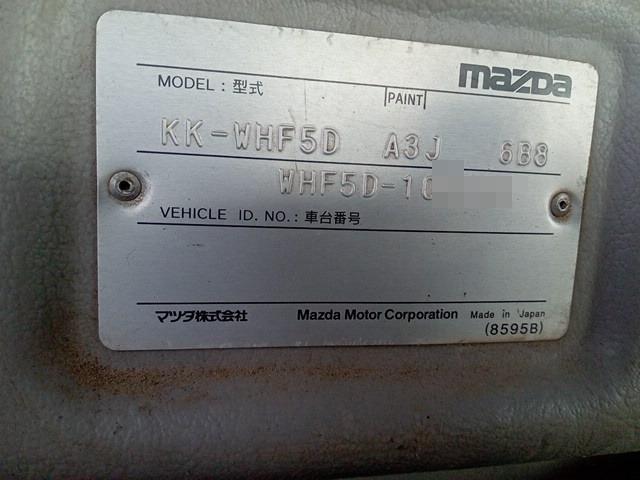 mazda
MODEL : 型式
PAINT
KK-WHF5D A3J 6B8
WHF5D-10
VEHICLE ID. NO.: 車台番号
マツダ株式会社 Mazda Motor Corporation Made in Japan
(8595B)